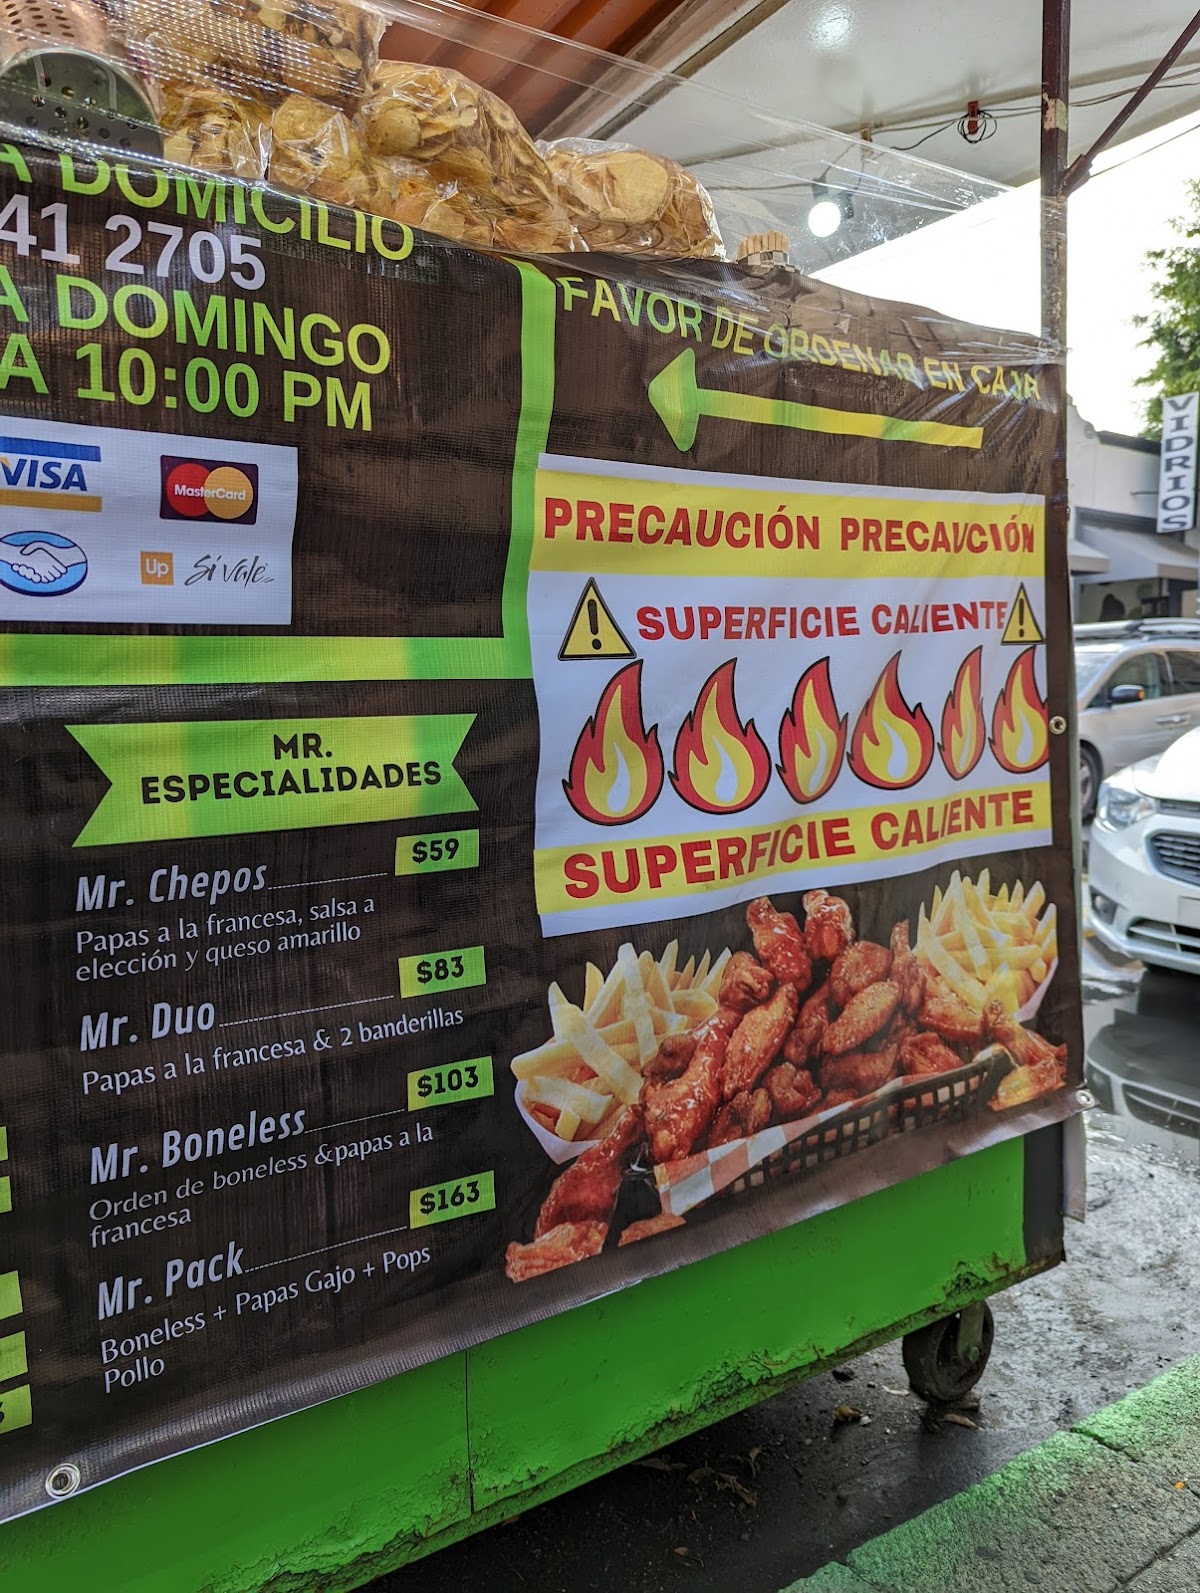 A DOMICILIO
41 2705
A DOMINGO
A 10:00 PM
VISA
MasterCard
Up Sí vale
MR.
ESPECIALIDADES
$59
Mr. Chepos
Papas a la francesa, salsa a
elección y queso amarillo
$83
Mr. Duo
Papas a la francesa & 2 banderillas
$103
Mr. Boneless
Orden de boneless &papas a la
francesa
$163
Mr. Pack
Boneless + Papas Gajo + Pops
Pollo
FAVOR DE ORDENAR EN CAJA
PRECAUCIÓN PRECAUCIÓN
SUPERFICIE CALIENTE
SUPERFICIE CALIENTE
VIDRIOS